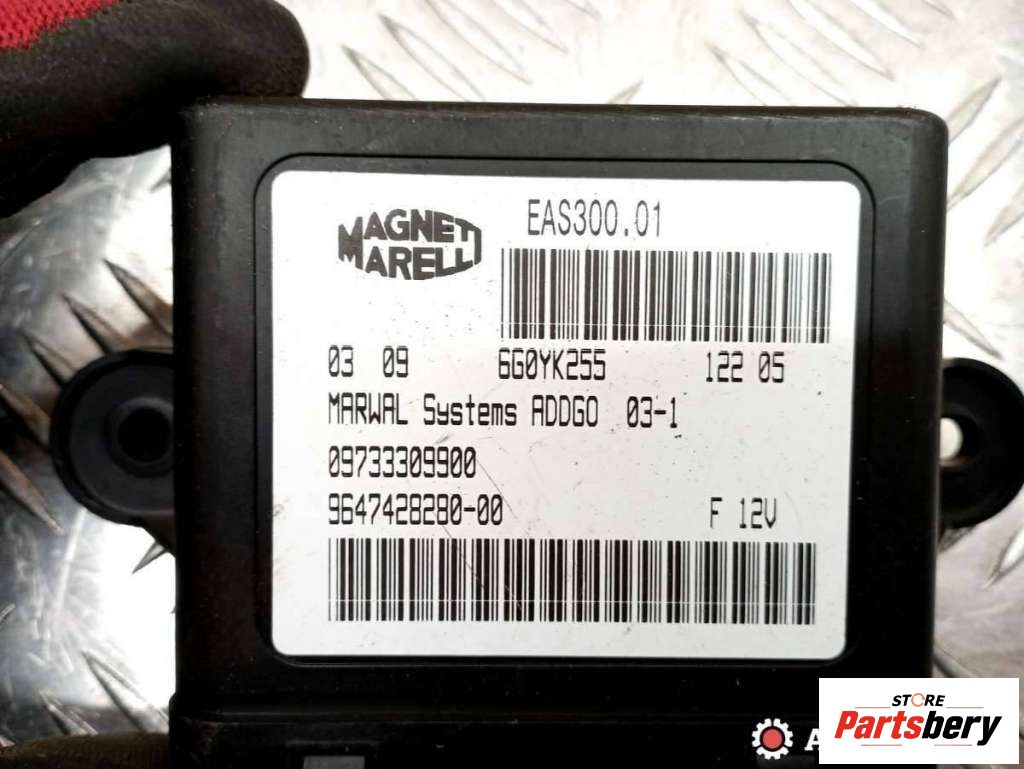 MAGNETI
MARELLI
EAS300.01
03 09 6G0YK255 122 05
MARWAL Systems ADDGO 03-1
09733309900
9647428280-00 F 12V
STORE
Partsbery